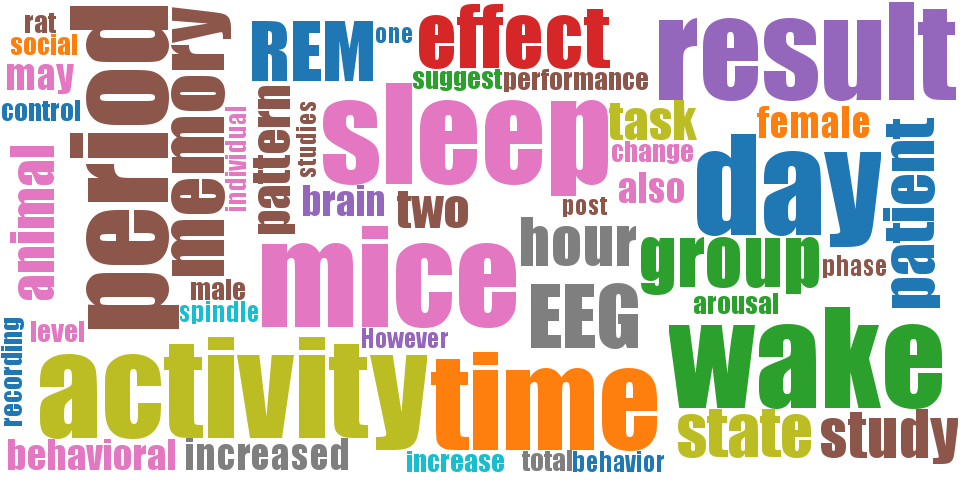 rat
social
may
control
period
memory
REM
one
effect
suggest
performance
result
sleep
individual
pattern
studies
task
change
female
animal
brain
two
also
post
day
patient
mice
hour
group
phase
male
spindle
EEG
arousal
recording
level
However
wake
activity
time
state
study
behavioral
increased
increase
total
behavior